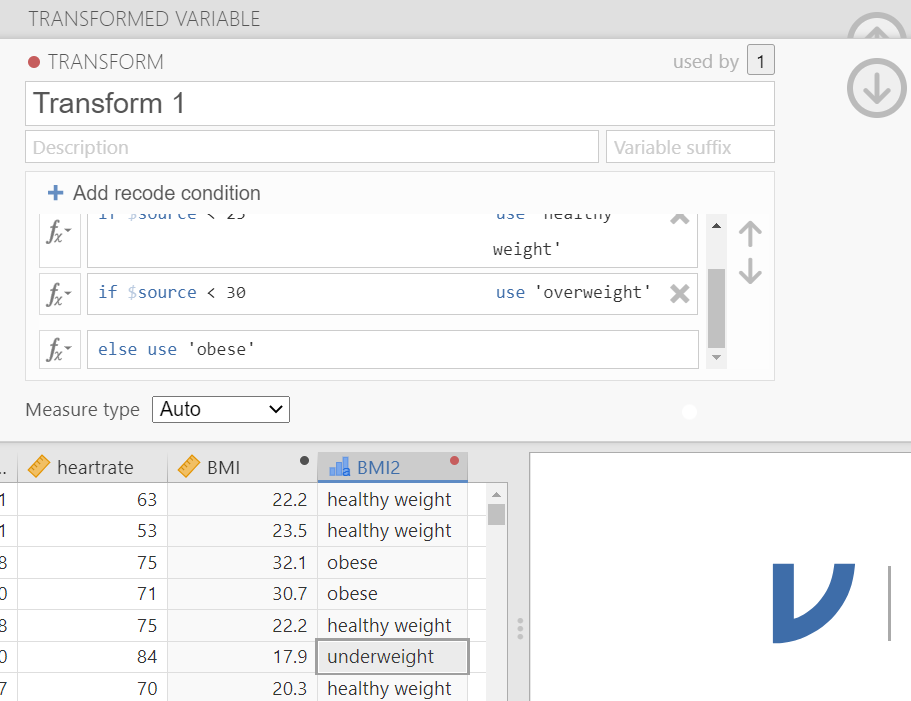 TRANSFORMED VARIABLE
TRANSFORM
used by 1
Transform 1
Description
Variable suffix
+ Add recode condition
fx if $source < 25 use 'healthy
weight'
fx if $source < 30 use 'overweight'
fx else use 'obese'
Measure type Auto
.. heartrate BMI BMI2
1 63 22.2 healthy weight
1 53 23.5 healthy weight
8 75 32.1 obese
0 71 30.7 obese
8 75 22.2 healthy weight
0 84 17.9 underweight
7 70 20.3 healthy weight